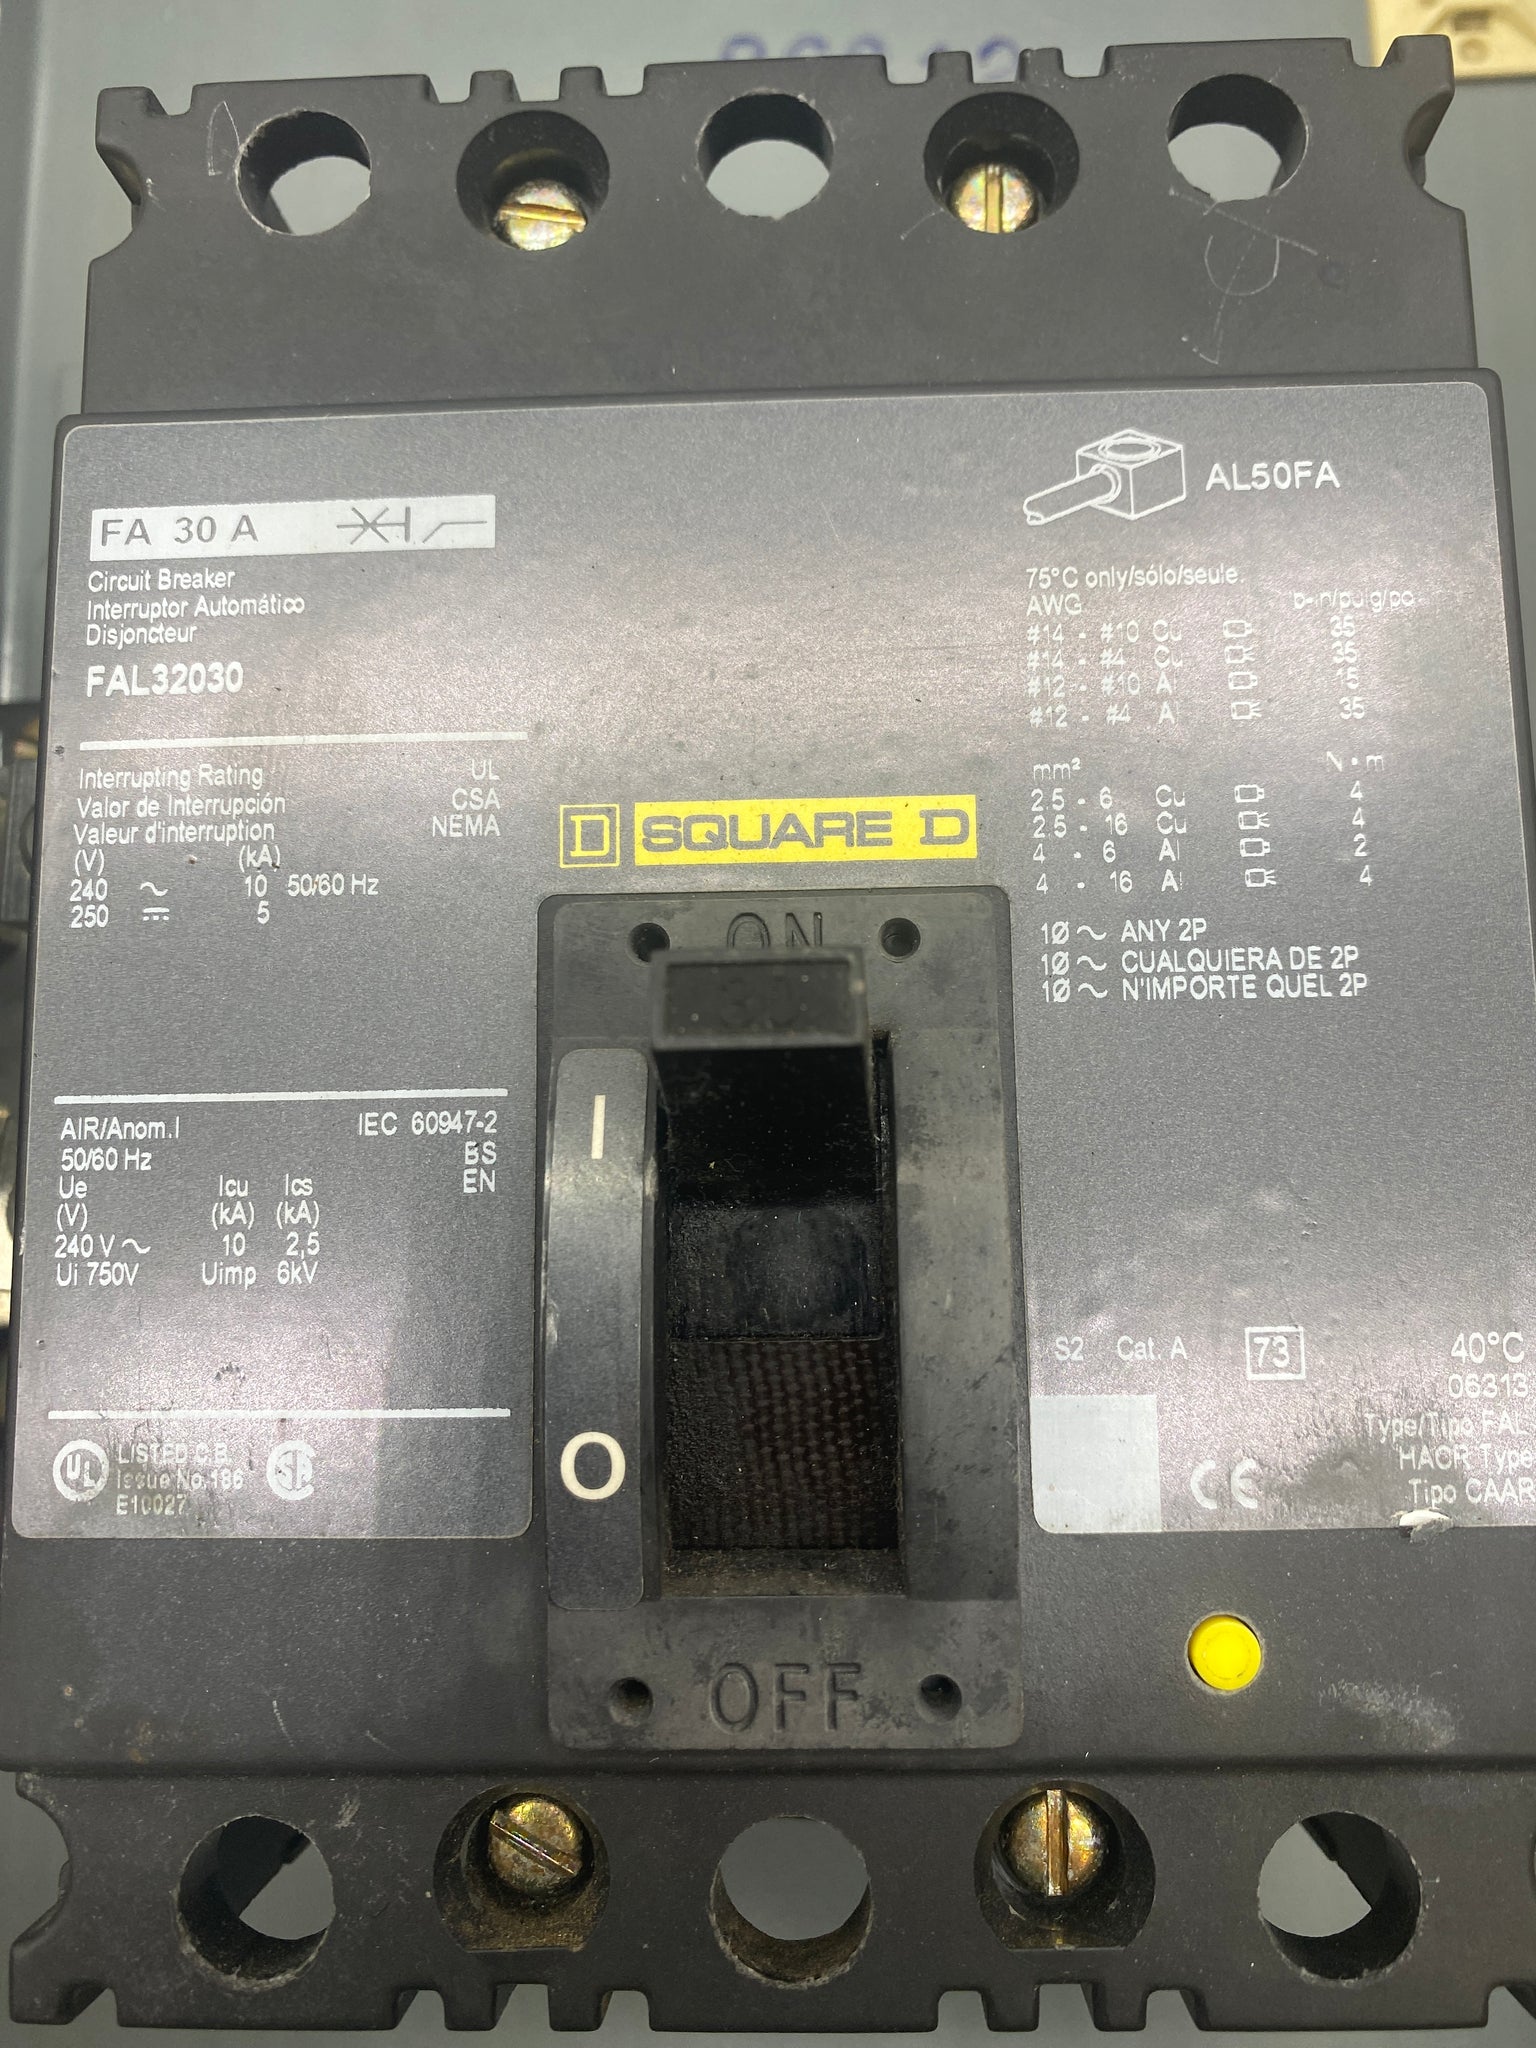 FA 30 A
Circuit Breaker
Interruptor Automático
Disjoncteur
FAL32030
Interrupting Rating UL
Valor de Interrupción CSA
Valeur d'interruption NEMA
(V) (kA)
240 ~ 10 50/60 Hz
250 5
AIR/Anom.I IEC 60947-2
50/60 Hz BS
Ue Icu Ics EN
(V) (kA) (kA)
240 V ~ 10 2,5
Ui 750V Uimp 6kV
UL LISTED C.B. SA
Issue No.186
E10027
D SQUARE D
ON
30
I
O
OFF
AL50FA
75°C only/sólo/seule.
AWG
#14 - #10 Cu 35
#14 - #4 Cu 35
#12 - #10 Al 15
#12 - #4 Al 35
mm² N•m
2.5 - 6 Cu 4
2.5 - 16 Cu 4
4 - 6 Al 2
4 - 16 Al 4
1Ø ~ ANY 2P
1Ø ~ CUALQUIERA DE 2P
1Ø ~ N'IMPORTE QUEL 2P
S2 Cat. A 73 40°C
06313
Type/Tipo FAL
HACR Type
CE Tipo CAAR